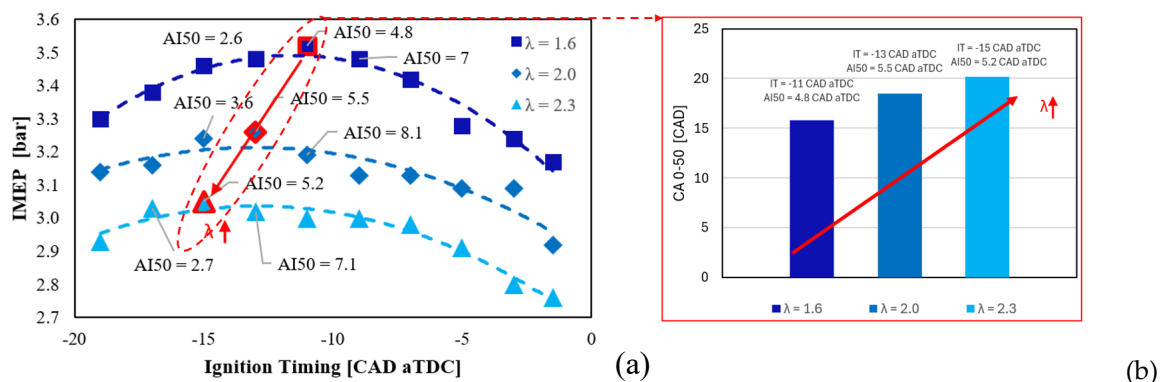 3.6
3.5
3.4
3.3
3.2
3.1
3.0
2.9
2.8
2.7
IMEP [bar]
-20
-15
-10
-5
0
Ignition Timing [CAD aTDC]
AI50 = 2.6
AI50 = 4.8
AI50 = 7
λ = 1.6
λ = 2.0
λ = 2.3
AI50 = 3.6
AI50 = 5.5
AI50 = 8.1
AI50 = 5.2
λ
AI50 = 2.7
AI50 = 7.1
(a)
25
20
15
10
5
0
CA 0-50 [CAD]
IT = -11 CAD aTDC
AI50 = 4.8 CAD aTDC
IT = -13 CAD aTDC
AI50 = 5.5 CAD aTDC
IT = -15 CAD aTDC
AI50 = 5.2 CAD aTDC
λ
λ = 1.6
λ = 2.0
λ = 2.3
(b)